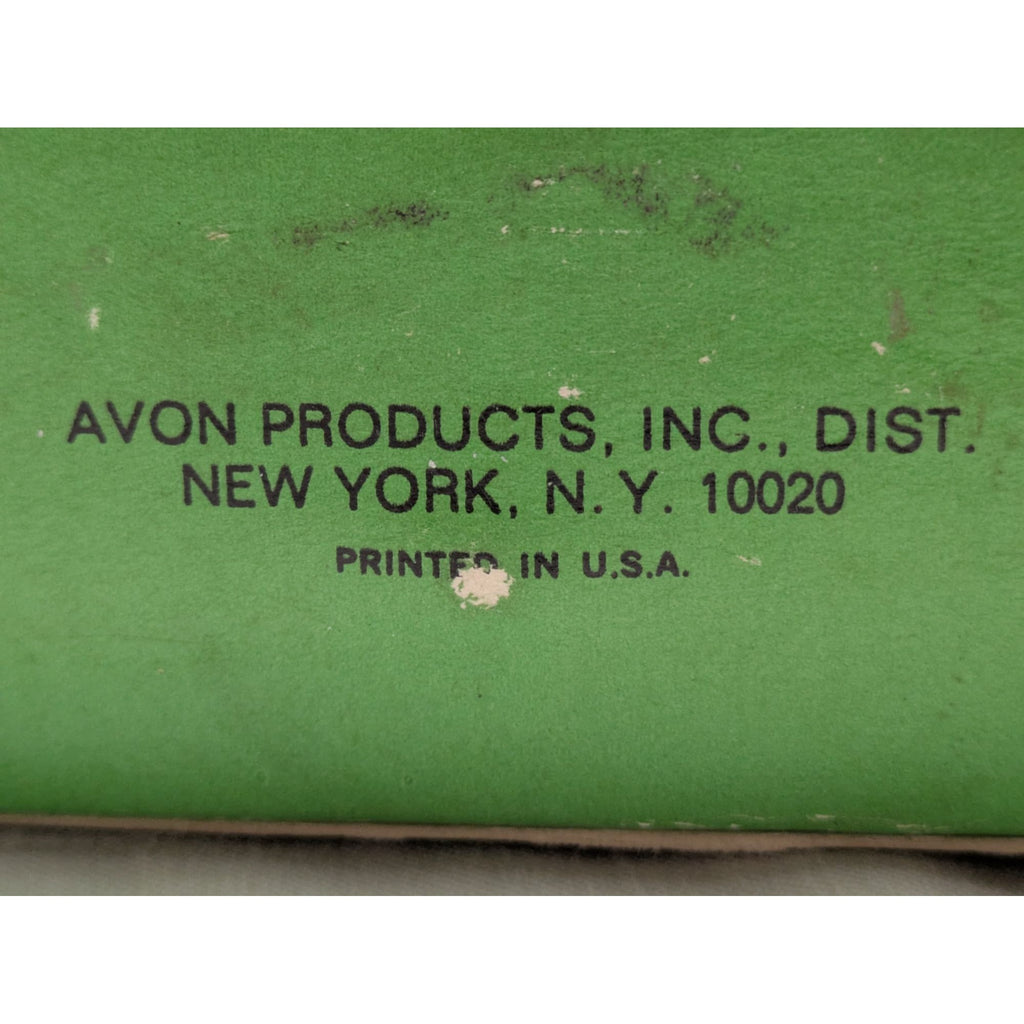 AVON PRODUCTS, INC., DIST.
NEW YORK, N. Y. 10020
PRINTED IN U.S.A.